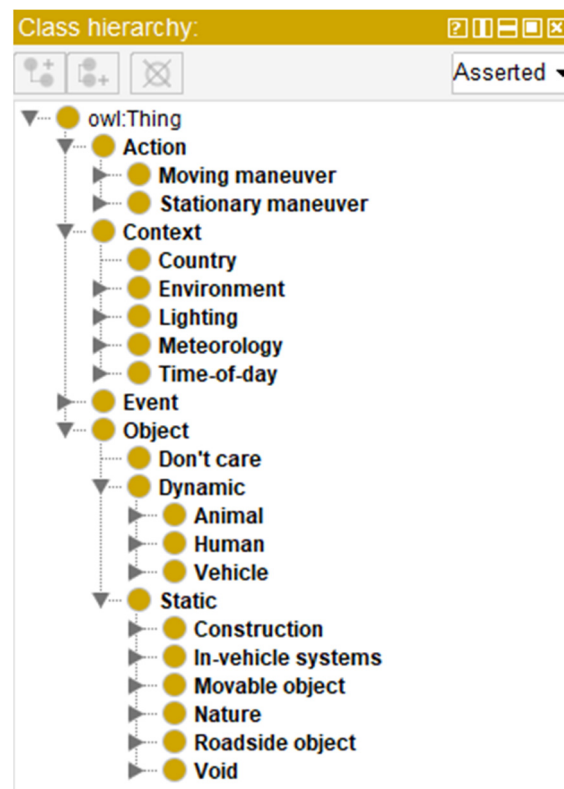 Class hierarchy:
Asserted
owl:Thing
Action
Moving maneuver
Stationary maneuver
Context
Country
Environment
Lighting
Meteorology
Time-of-day
Event
Object
Don't care
Dynamic
Animal
Human
Vehicle
Static
Construction
In-vehicle systems
Movable object
Nature
Roadside object
Void